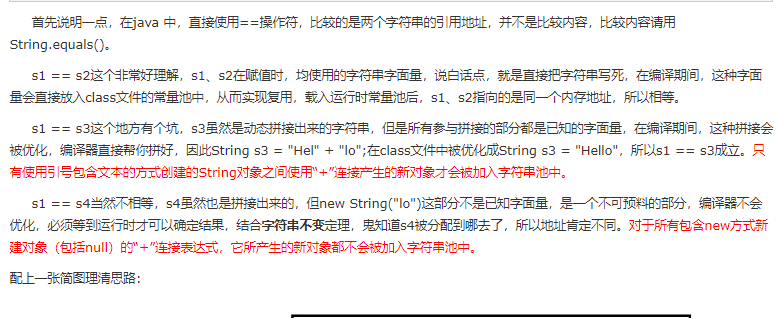 首先说明一点，在java 中，直接使用==操作符，比较的是两个字符串的引用地址，并不是比较内容，比较内容请用
String.equals()。
s1 == s2这个非常好理解，s1、s2在赋值时，均使用的字符串字面量，说白话点，就是直接把字符串写死，在编译期间，这种字面
量会直接放入class文件的常量池中，从而实现复用，载入运行时常量池后，s1、s2指向的是同一个内存地址，所以相等。
s1 == s3这个地方有个坑，s3虽然是动态拼接出来的字符串，但是所有参与拼接的部分都是已知的字面量，在编译期间，这种拼接会
被优化，编译器直接帮你拼好，因此String s3 = "Hel" + "lo";在class文件中被优化成String s3 = "Hello"，所以s1 == s3成立。只
有使用引号包含文本的方式创建的String对象之间使用“+”连接产生的新对象才会被加入字符串池中。
s1 == s4当然不相等，s4虽然也是拼接出来的，但new String("lo")这部分不是已知字面量，是一个不可预料的部分，编译器不会
优化，必须等到运行时才可以确定结果，结合字符串不变定理，鬼知道s4被分配到哪去了，所以地址肯定不同。对于所有包含new方式新
建对象（包括null）的“+”连接表达式，它所产生的新对象都不会被加入字符串池中。
配上一张简图理清思路：